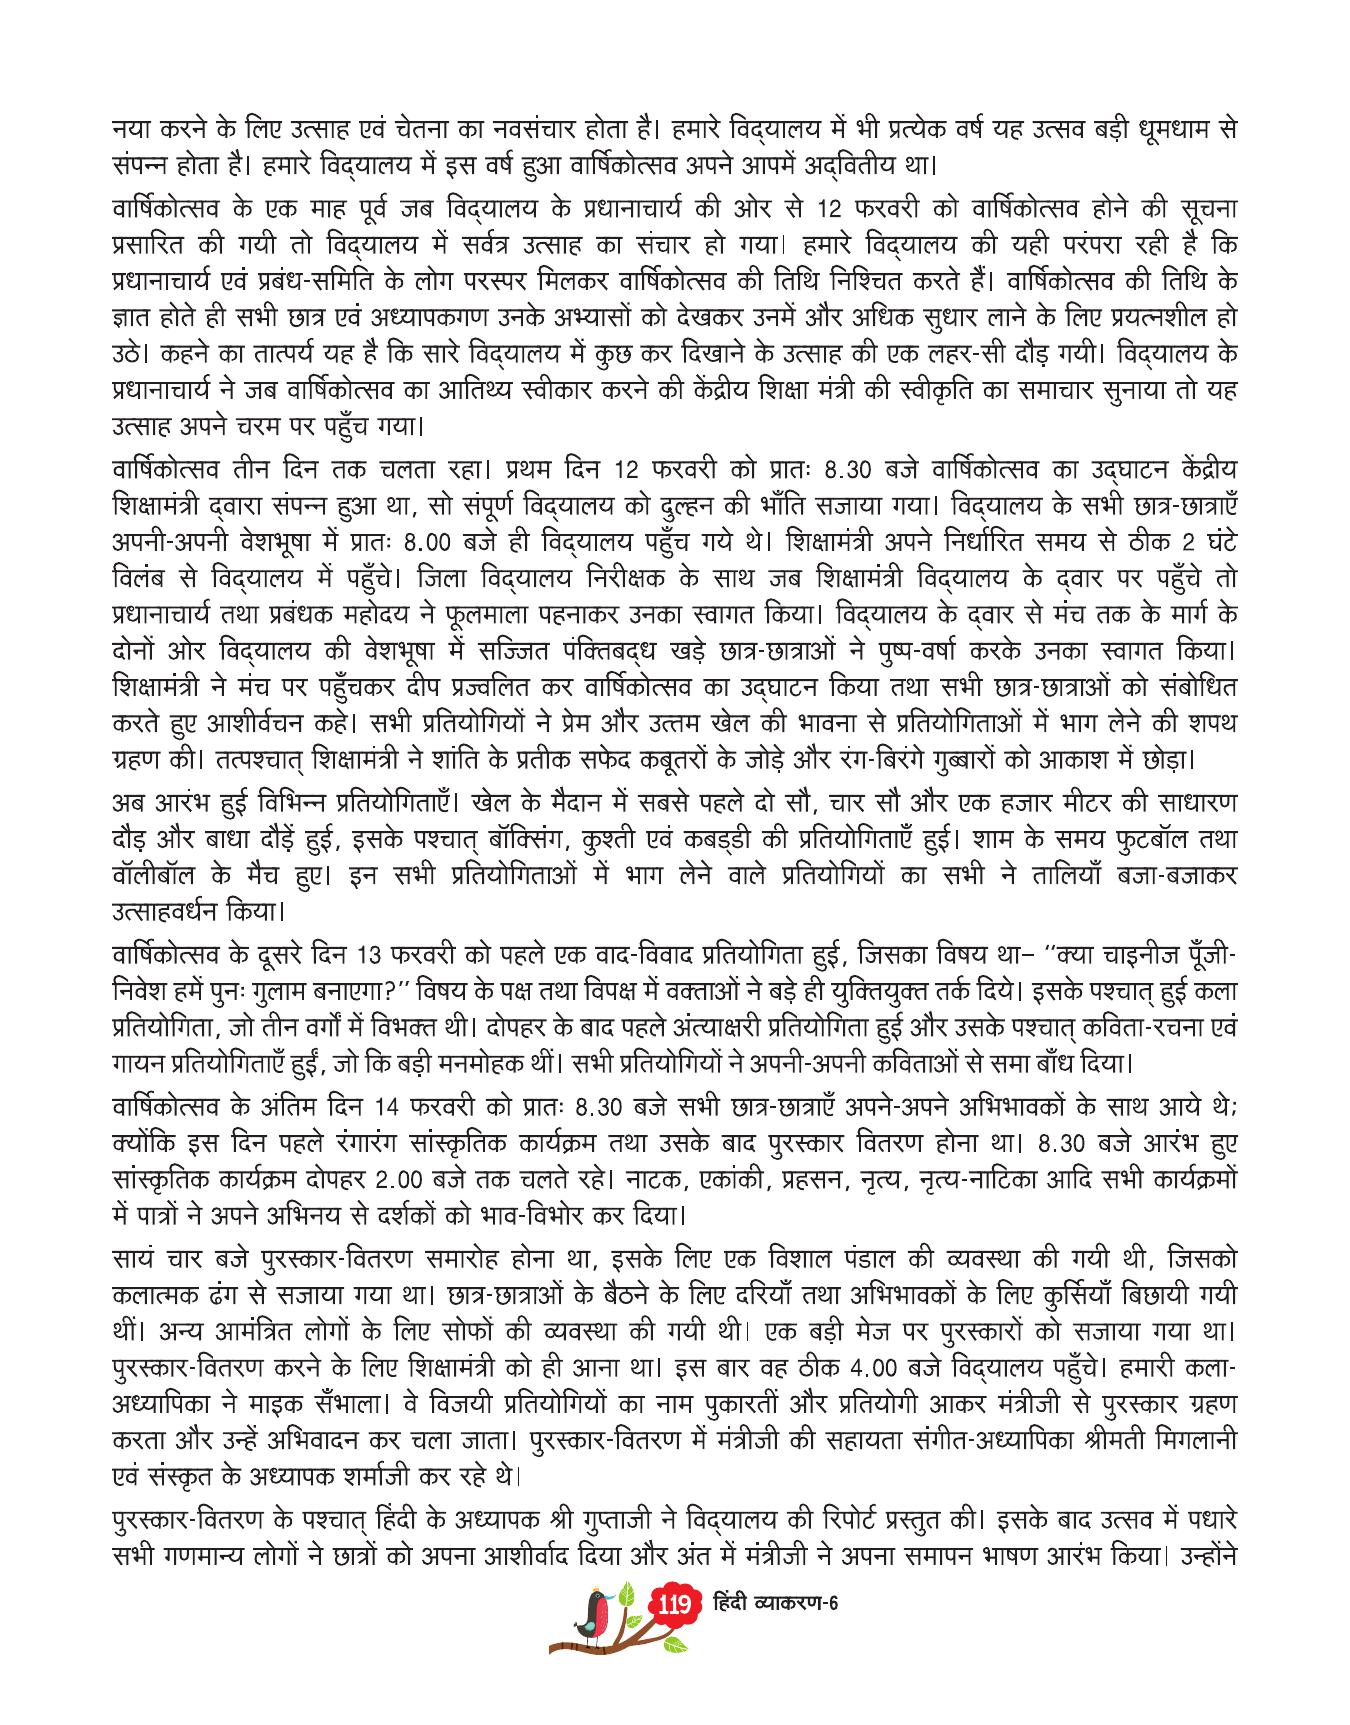 नया करने के लिए उत्साह एवं चेतना का नवसंचार होता है। हमारे विद्यालय में भी प्रत्येक वर्ष यह उत्सव बड़ी धूमधाम से
संपन्न होता है। हमारे विद्यालय में इस वर्ष हुआ वार्षिकोत्सव अपने आपमें अद्वितीय था।
वार्षिकोत्सव के एक माह पूर्व जब विद्यालय के प्रधानाचार्य की ओर से 12 फरवरी को वार्षिकोत्सव होने की सूचना
प्रसारित की गयी तो विद्यालय में सर्वत्र उत्साह का संचार हो गया। हमारे विद्यालय की यही परंपरा रही है कि
प्रधानाचार्य एवं प्रबंध-समिति के लोग परस्पर मिलकर वार्षिकोत्सव की तिथि निश्चित करते हैं। वार्षिकोत्सव की तिथि के
ज्ञात होते ही सभी छात्र एवं अध्यापकगण उनके अभ्यासों को देखकर उनमें और अधिक सुधार लाने के लिए प्रयत्नशील हो
उठे। कहने का तात्पर्य यह है कि सारे विद्यालय में कुछ कर दिखाने के उत्साह की एक लहर-सी दौड़ गयी। विद्यालय के
प्रधानाचार्य ने जब वार्षिकोत्सव का आतिथ्य स्वीकार करने की केंद्रीय शिक्षा मंत्री की स्वीकृति का समाचार सुनाया तो यह
उत्साह अपने चरम पर पहुँच गया।
वार्षिकोत्सव तीन दिन तक चलता रहा। प्रथम दिन 12 फरवरी को प्रातः 8.30 बजे वार्षिकोत्सव का उद्घाटन केंद्रीय
शिक्षामंत्री द्वारा संपन्न हुआ था, सो संपूर्ण विद्यालय को दुल्हन की भाँति सजाया गया। विद्यालय के सभी छात्र-छात्राएँ
अपनी-अपनी वेशभूषा में प्रातः 8.00 बजे ही विद्यालय पहुँच गये थे। शिक्षामंत्री अपने निर्धारित समय से ठीक 2 घंटे
विलंब से विद्यालय में पहुँचे। जिला विद्यालय निरीक्षक के साथ जब शिक्षामंत्री विद्यालय के द्वार पर पहुँचे तो
प्रधानाचार्य तथा प्रबंधक महोदय ने फूलमाला पहनाकर उनका स्वागत किया। विद्यालय के द्वार से मंच तक के मार्ग के
दोनों ओर विद्यालय की वेशभूषा में सज्जित पंक्तिबद्ध खड़े छात्र-छात्राओं ने पुष्प-वर्षा करके उनका स्वागत किया।
शिक्षामंत्री ने मंच पर पहुँचकर दीप प्रज्वलित कर वार्षिकोत्सव का उद्घाटन किया तथा सभी छात्र-छात्राओं को संबोधित
करते हुए आशीर्वचन कहे। सभी प्रतियोगियों ने प्रेम और उत्तम खेल की भावना से प्रतियोगिताओं में भाग लेने की शपथ
ग्रहण की। तत्पश्चात् शिक्षामंत्री ने शांति के प्रतीक सफेद कबूतरों के जोड़े और रंग-बिरंगे गुब्बारों को आकाश में छोड़ा।
अब आरंभ हुई विभिन्न प्रतियोगिताएँ। खेल के मैदान में सबसे पहले दो सौ, चार सौ और एक हजार मीटर की साधारण
दौड़ और बाधा दौड़ें हुई, इसके पश्चात् बॉक्सिंग, कुश्ती एवं कबड्डी की प्रतियोगिताएँ हुई। शाम के समय फुटबॉल तथा
वॉलीबॉल के मैच हुए। इन सभी प्रतियोगिताओं में भाग लेने वाले प्रतियोगियों का सभी ने तालियाँ बजा-बजाकर
उत्साहवर्धन किया।
वार्षिकोत्सव के दूसरे दिन 13 फरवरी को पहले एक वाद-विवाद प्रतियोगिता हुई, जिसका विषय था– ''क्या चाइनीज पूँजी-
निवेश हमें पुनः गुलाम बनाएगा?'' विषय के पक्ष तथा विपक्ष में वक्ताओं ने बड़े ही युक्तियुक्त तर्क दिये। इसके पश्चात् हुई कला
प्रतियोगिता, जो तीन वर्गों में विभक्त थी। दोपहर के बाद पहले अंत्याक्षरी प्रतियोगिता हुई और उसके पश्चात् कविता-रचना एवं
गायन प्रतियोगिताएँ हुईं, जो कि बड़ी मनमोहक थीं। सभी प्रतियोगियों ने अपनी-अपनी कविताओं से समा बाँध दिया।
वार्षिकोत्सव के अंतिम दिन 14 फरवरी को प्रातः 8.30 बजे सभी छात्र-छात्राएँ अपने-अपने अभिभावकों के साथ आये थे;
क्योंकि इस दिन पहले रंगारंग सांस्कृतिक कार्यक्रम तथा उसके बाद पुरस्कार वितरण होना था। 8.30 बजे आरंभ हुए
सांस्कृतिक कार्यक्रम दोपहर 2.00 बजे तक चलते रहे। नाटक, एकांकी, प्रहसन, नृत्य, नृत्य-नाटिका आदि सभी कार्यक्रमों
में पात्रों ने अपने अभिनय से दर्शकों को भाव-विभोर कर दिया।
सायं चार बजे पुरस्कार-वितरण समारोह होना था, इसके लिए एक विशाल पंडाल की व्यवस्था की गयी थी, जिसको
कलात्मक ढंग से सजाया गया था। छात्र-छात्राओं के बैठने के लिए दरियाँ तथा अभिभावकों के लिए कुर्सियाँ बिछायी गयी
थीं। अन्य आमंत्रित लोगों के लिए सोफों की व्यवस्था की गयी थी। एक बड़ी मेज पर पुरस्कारों को सजाया गया था।
पुरस्कार-वितरण करने के लिए शिक्षामंत्री को ही आना था। इस बार वह ठीक 4.00 बजे विद्यालय पहुँचे। हमारी कला-
अध्यापिका ने माइक सँभाला। वे विजयी प्रतियोगियों का नाम पुकारतीं और प्रतियोगी आकर मंत्रीजी से पुरस्कार ग्रहण
करता और उन्हें अभिवादन कर चला जाता। पुरस्कार-वितरण में मंत्रीजी की सहायता संगीत-अध्यापिका श्रीमती मिगलानी
एवं संस्कृत के अध्यापक शर्माजी कर रहे थे।
पुरस्कार-वितरण के पश्चात् हिंदी के अध्यापक श्री गुप्ताजी ने विद्यालय की रिपोर्ट प्रस्तुत की। इसके बाद उत्सव में पधारे
सभी गणमान्य लोगों ने छात्रों को अपना आशीर्वाद दिया और अंत में मंत्रीजी ने अपना समापन भाषण आरंभ किया। उन्होंने
119 हिंदी व्याकरण-6